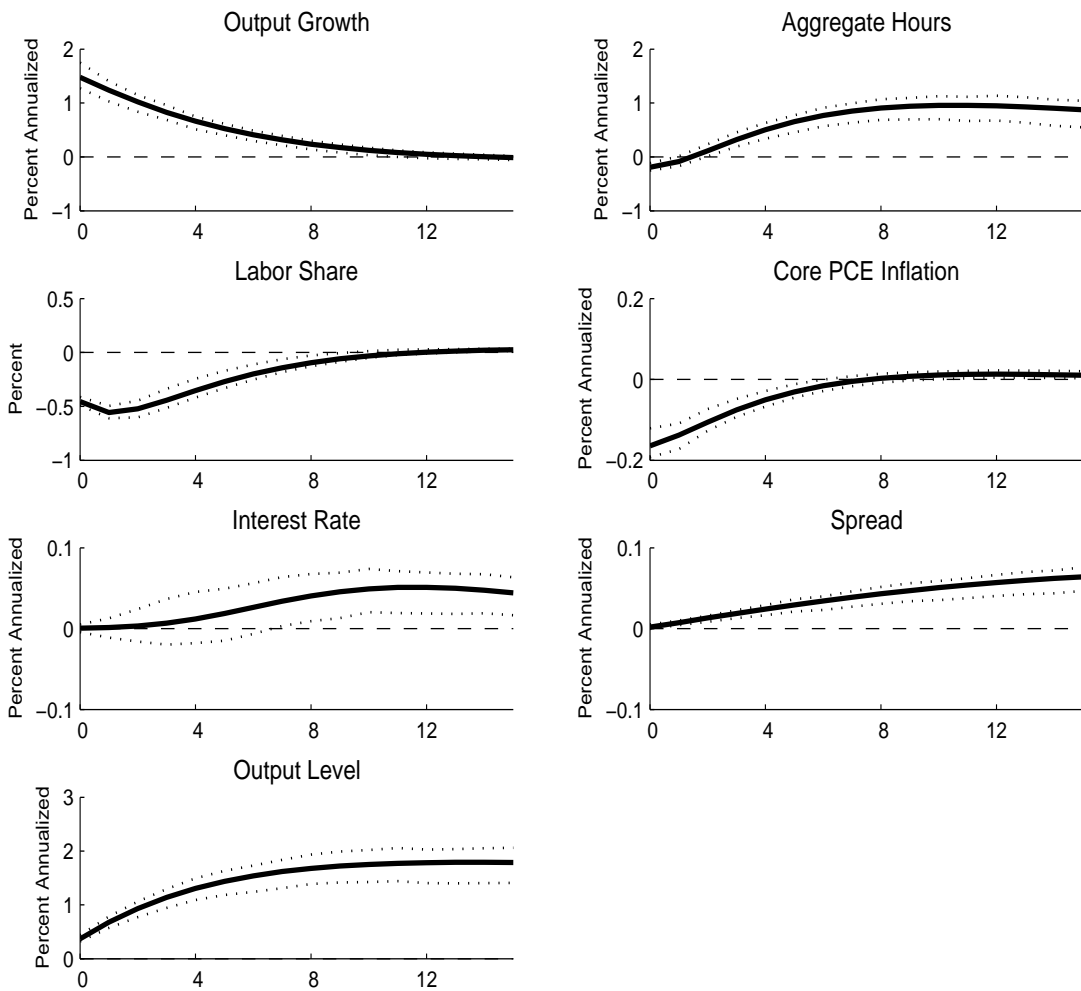 Output Growth
Percent Annualized
2
1
0
−1
0 4 8 12
Aggregate Hours
Percent Annualized
2
1
0
−1
0 4 8 12
Labor Share
Percent
0.5
0
−0.5
−1
0 4 8 12
Core PCE Inflation
Percent Annualized
0.2
0
−0.2
0 4 8 12
Interest Rate
Percent Annualized
0.1
0
−0.1
0 4 8 12
Spread
Percent Annualized
0.1
0
−0.1
0 4 8 12
Output Level
Percent Annualized
3
2
1
0
0 4 8 12